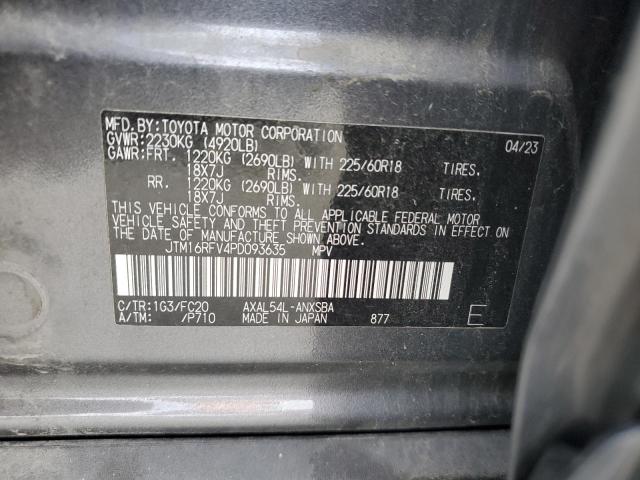 MFD.BY:TOYOTA MOTOR CORPORATION 04/23
GVWR:2230KG (4920LB)
GAWR:FRT. 1220KG (2690LB) WITH 225/60R18 TIRES.
18X7J RIMS.
RR. 1220KG (2690LB) WITH 225/60R18 TIRES.
18X7J RIMS.
THIS VEHICLE CONFORMS TO ALL APPLICABLE FEDERAL MOTOR
VEHICLE SAFETY AND THEFT PREVENTION STANDARDS IN EFFECT ON
THE DATE OF MANUFACTURE SHOWN ABOVE.
JTM16RFV4PD093635 MPV
C/TR:1G3/FC20 AXAL54L-ANXSBA
A/TM: /P710 MADE IN JAPAN 877 E